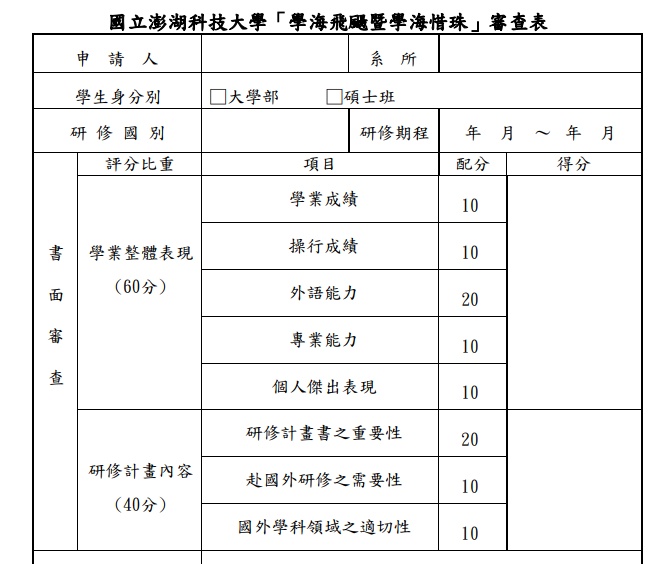 國立澎湖科技大學「學海飛颺暨學海惜珠」審查表
申 請 人 系 所
學生身分別 □大學部 □碩士班
研 修 國 別 研修期程 年 月 ～ 年 月
書面審查
評分比重 項目 配分 得分
學業整體表現
(60分)
學業成績 10
操行成績 10
外語能力 20
專業能力 10
個人傑出表現 10
研修計畫內容
(40分)
研修計畫書之重要性 20
赴國外研修之需要性 10
國外學科領域之適切性 10